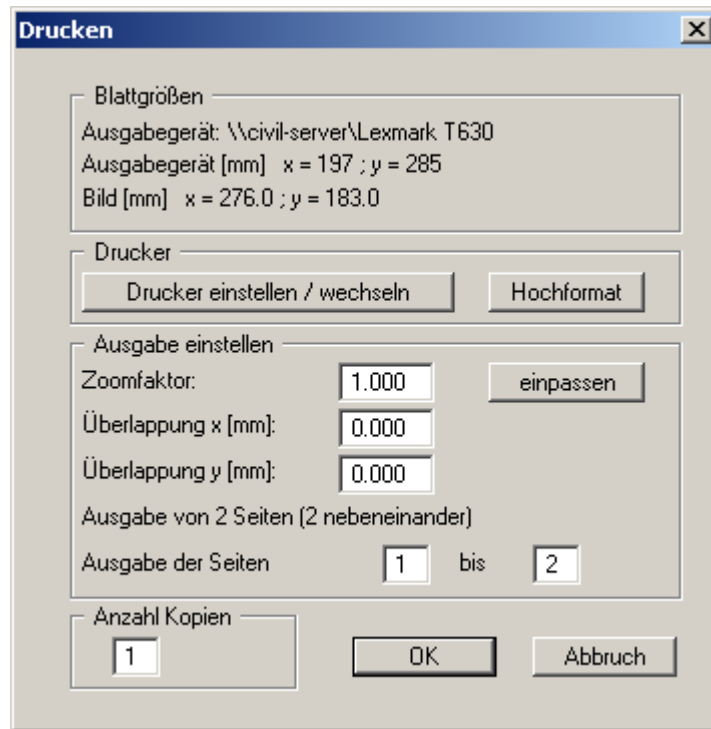 Drucken
Blattgrößen
Ausgabegerät: \\civil-server\Lexmark T630
Ausgabegerät [mm] x = 197 ; y = 285
Bild [mm] x = 276.0 ; y = 183.0
Drucker
Drucker einstellen / wechseln Hochformat
Ausgabe einstellen
Zoomfaktor: 1.000 einpassen
Überlappung x [mm]: 0.000
Überlappung y [mm]: 0.000
Ausgabe von 2 Seiten (2 nebeneinander)
Ausgabe der Seiten 1 bis 2
Anzahl Kopien
1 OK Abbruch